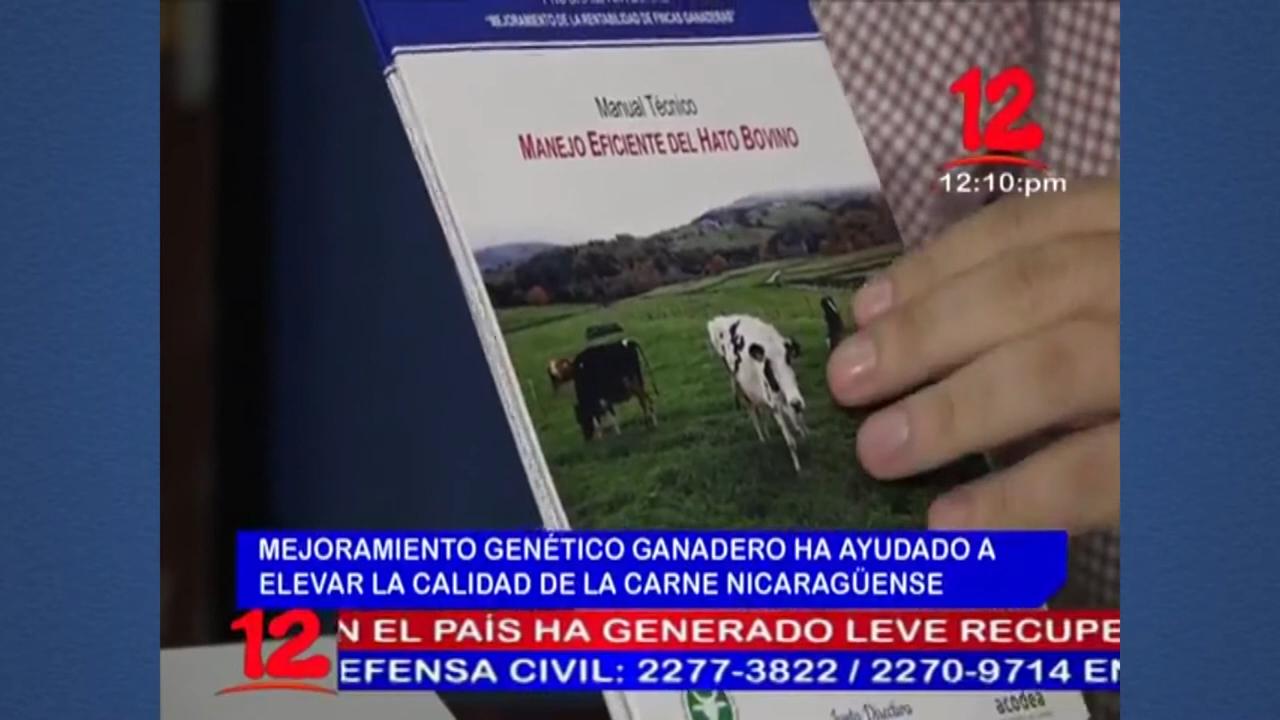 "MEJORAMIENTO DE LA RENTABILIDAD DE FINCAS GANADERAS"
Manual Técnico
MANEJO EFICIENTE DEL HATO BOVINO
12
12:10:pm
MEJORAMIENTO GENÉTICO GANADERO HA AYUDADO A
ELEVAR LA CALIDAD DE LA CARNE NICARAGÜENSE
12
N EL PAÍS HA GENERADO LEVE RECUPE
EFENSA CIVIL: 2277-3822 / 2270-9714 EN
acodea